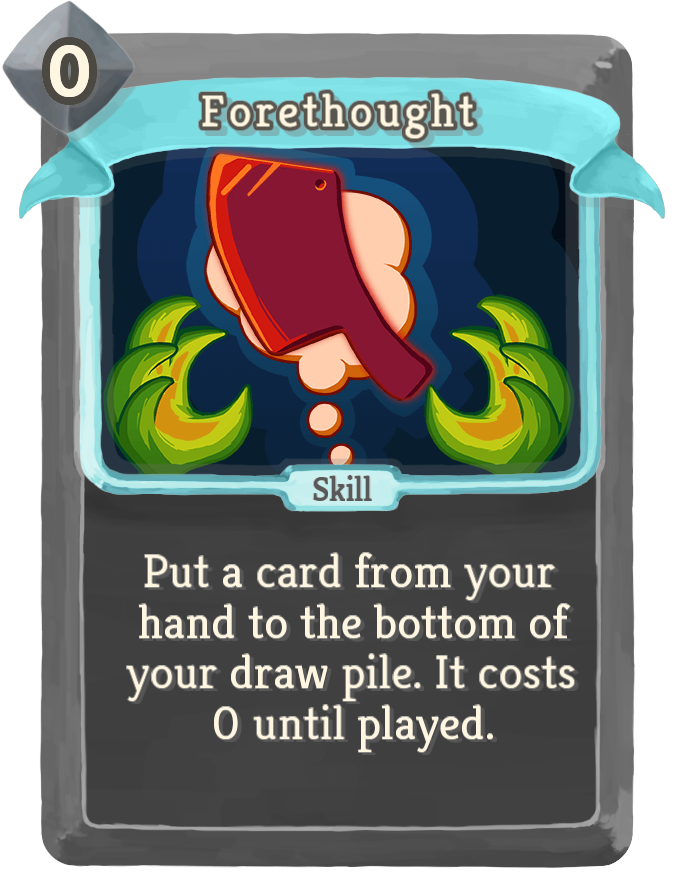 0
Forethought
Skill
Put a card from your
hand to the bottom of
your draw pile. It costs
0 until played.